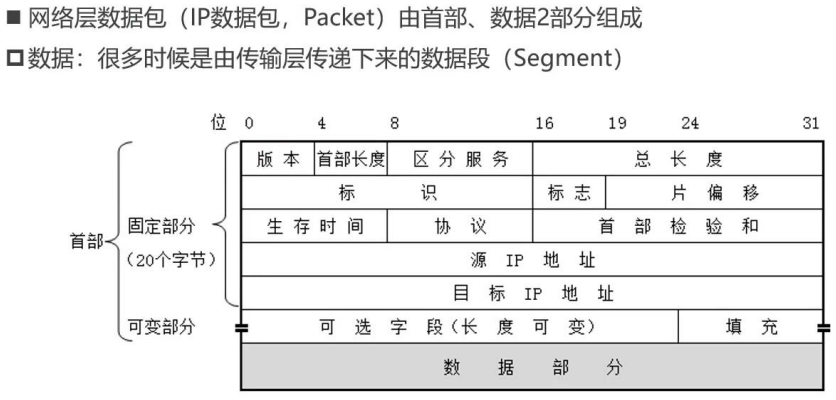 ■ 网络层数据包（IP数据包，Packet）由首部、数据2部分组成
数据：很多时候是由传输层传递下来的数据段（Segment）
位 0 4 8 16 19 24 31
版本 首部长度 区分服务 总长度
标识 标志 片偏移
生存时间 协议 首部检验和
源IP地址
目标IP地址
可选字段（长度可变） 填充
数据部分
首部
固定部分
（20个字节）
可变部分